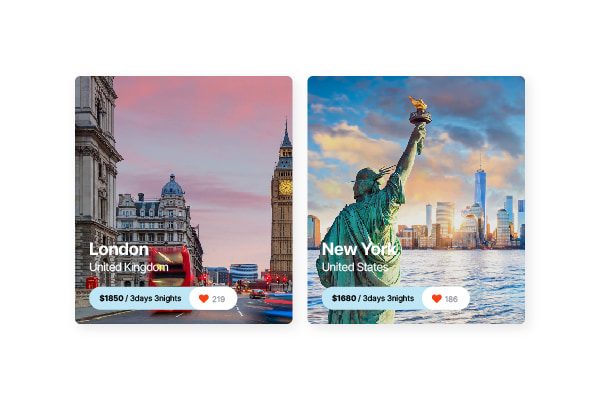 London
United Kingdom
$1850 / 3days 3nights
219
New York
United States
$1680 / 3days 3nights
186